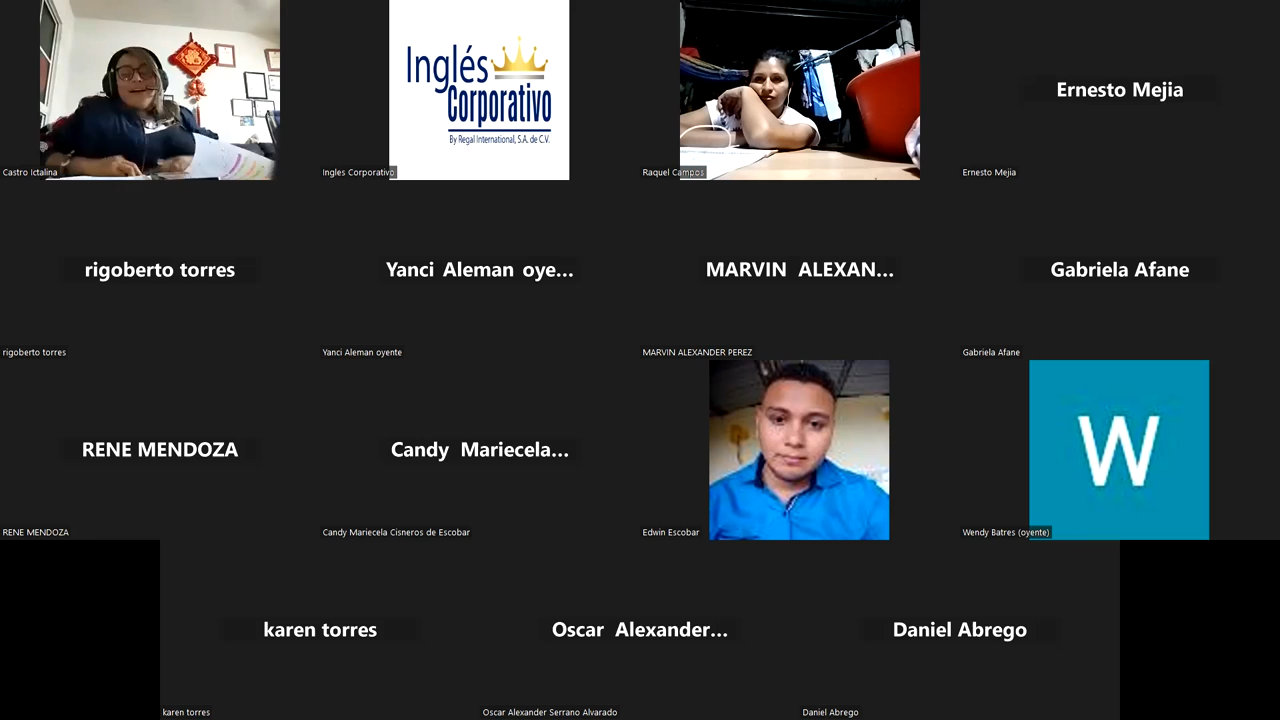 Castro Ictalina
Inglés
Corporativo
By Regal International, S.A. de C.V.
Ingles Corporativo
Raquel Campos
Ernesto Mejia
Ernesto Mejia
rigoberto torres
rigoberto torres
Yanci Aleman oye...
Yanci Aleman oyente
MARVIN ALEXAN...
MARVIN ALEXANDER PEREZ
Gabriela Afane
Gabriela Afane
RENE MENDOZA
RENE MENDOZA
Candy Mariecela...
Candy Mariecela Cisneros de Escobar
Edwin Escobar
W
Wendy Batres (oyente)
karen torres
karen torres
Oscar Alexander...
Oscar Alexander Serrano Alvarado
Daniel Abrego
Daniel Abrego